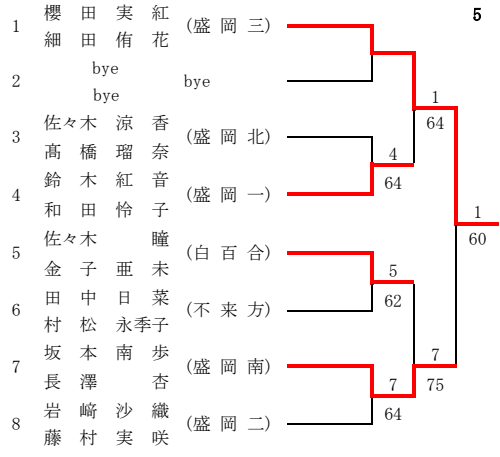 5
1 櫻田実紅 (盛岡三)
細田侑花
2 bye bye
bye
3 佐々木涼香 (盛岡北)
髙橋瑠奈
4 鈴木紅音 (盛岡一)
和田怜子
5 佐々木瞳 (白百合)
金子亜未
6 田中日菜 (不来方)
村松永季子
7 坂本南歩 (盛岡南)
長澤杏
8 岩﨑沙織 (盛岡二)
藤村実咲
1
64
4
64
1
60
5
62
7
75
7
64